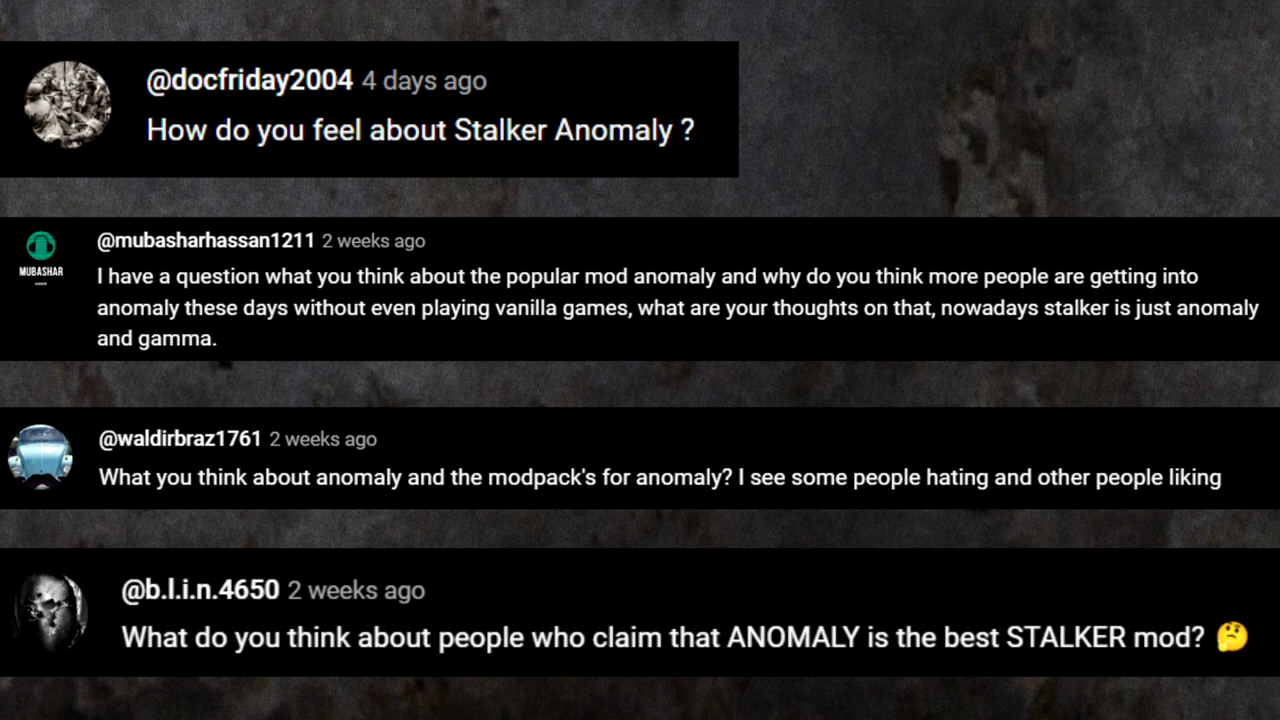 @docfriday2004 4 days ago
How do you feel about Stalker Anomaly ?
@mubasharhassan1211 2 weeks ago
MUBASHAR
I have a question what you think about the popular mod anomaly and why do you think more people are getting into
anomaly these days without even playing vanilla games, what are your thoughts on that, nowadays stalker is just anomaly
and gamma.
@waldirbraz1761 2 weeks ago
What you think about anomaly and the modpack's for anomaly? I see some people hating and other people liking
@b.l.i.n.4650 2 weeks ago
What do you think about people who claim that ANOMALY is the best STALKER mod? 🤔